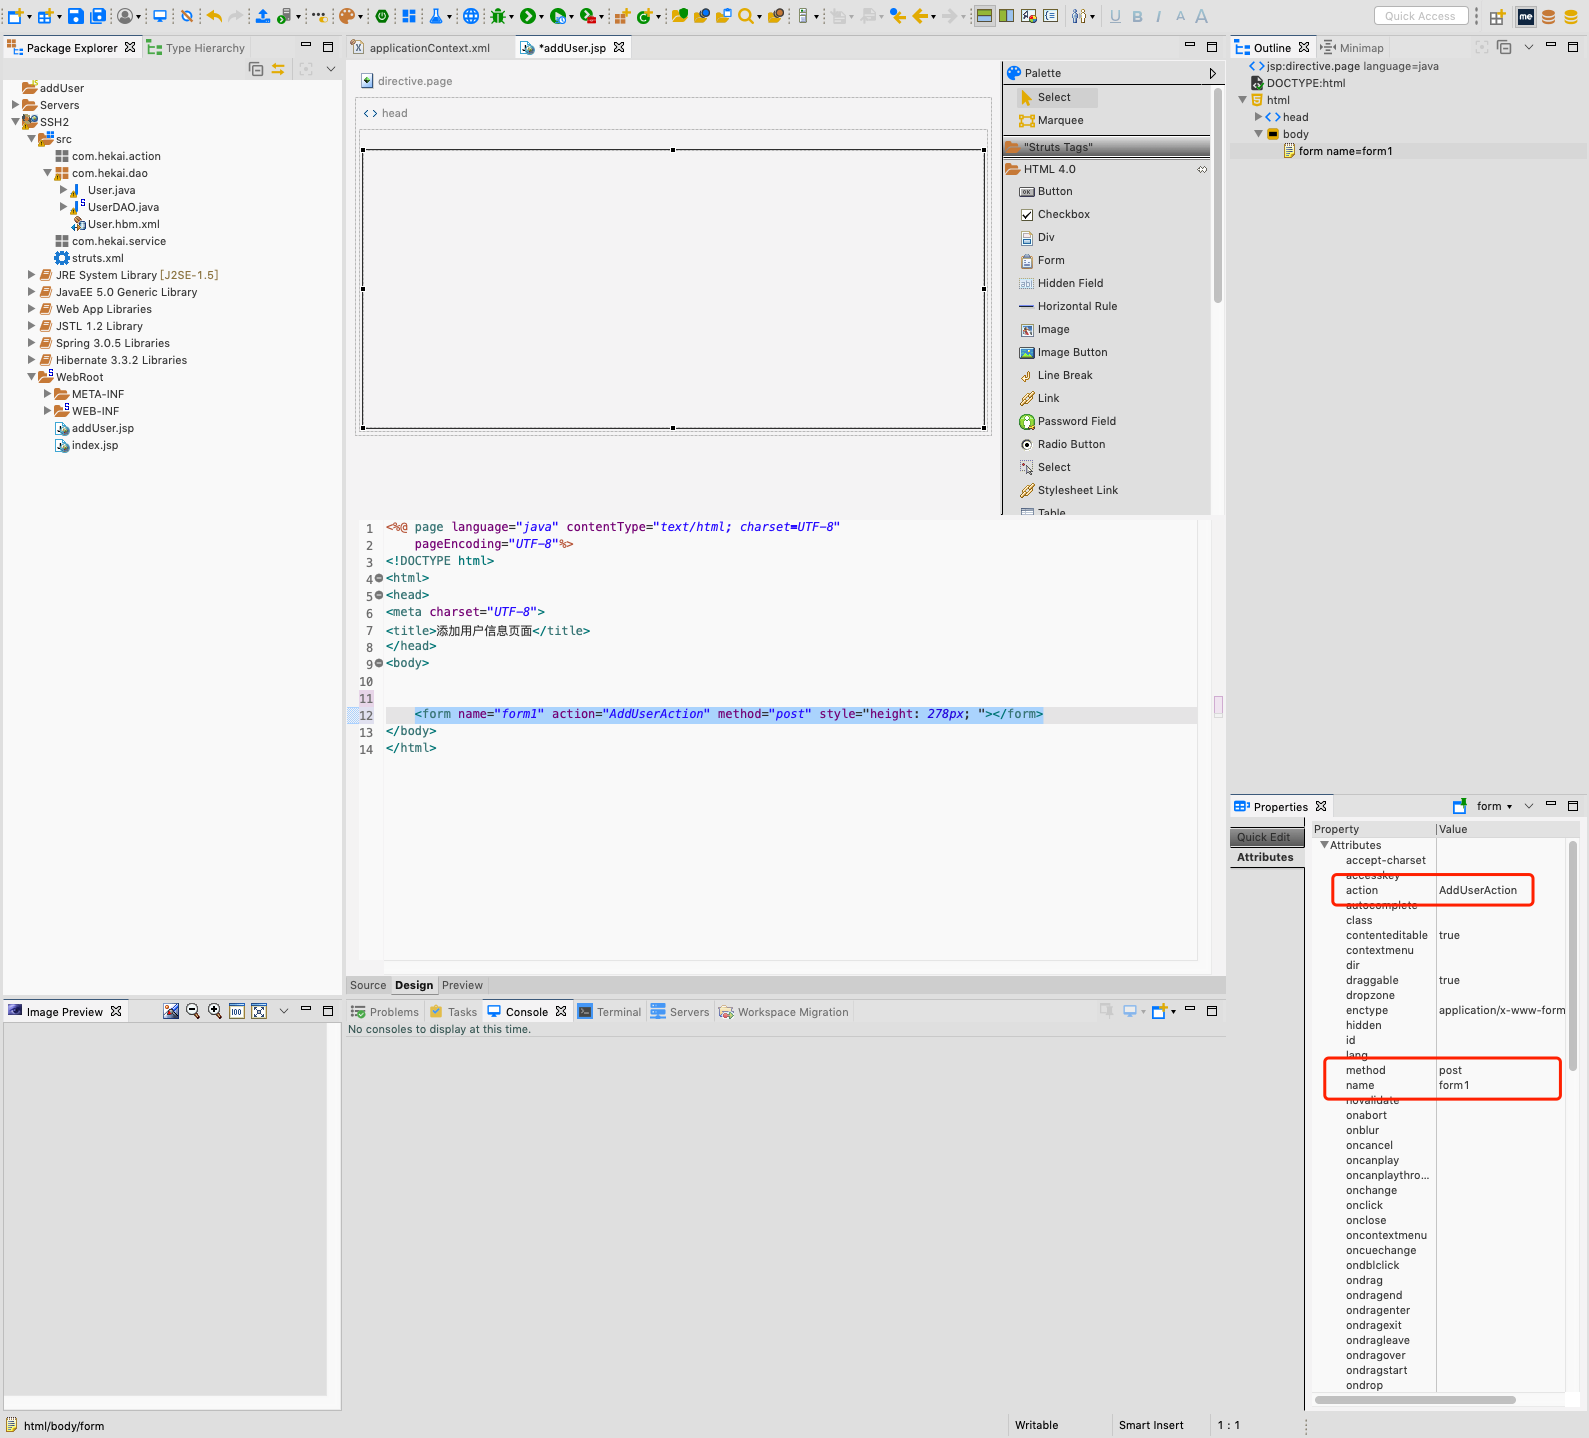 Quick Access
Package Explorer
Type Hierarchy
addUser
Servers
SSH2
src
com.hekai.action
com.hekai.dao
User.java
UserDAO.java
User.hbm.xml
com.hekai.service
struts.xml
JRE System Library [J2SE-1.5]
JavaEE 5.0 Generic Library
Web App Libraries
JSTL 1.2 Library
Spring 3.0.5 Libraries
Hibernate 3.3.2 Libraries
WebRoot
META-INF
WEB-INF
addUser.jsp
index.jsp
applicationContext.xml
*addUser.jsp
directive.page
head
Palette
Select
Marquee
"Struts Tags"
HTML 4.0
Button
Checkbox
Div
Form
Hidden Field
Horizontal Rule
Image
Image Button
Line Break
Link
Password Field
Radio Button
Select
Stylesheet Link
Table
1 <%@ page language="java" contentType="text/html; charset=UTF-8"
2 pageEncoding="UTF-8"%>
3 <!DOCTYPE html>
4 <html>
5 <head>
6 <meta charset="UTF-8">
7 <title>添加用户信息页面</title>
8 </head>
9 <body>
10
11
12 <form name="form1" action="AddUserAction" method="post" style="height: 278px; "></form>
13 </body>
14 </html>
Source
Design
Preview
Outline
Minimap
jsp:directive.page language=java
DOCTYPE:html
html
head
body
form name=form1
Properties
form
Quick Edit
Attributes
Property
Value
Attributes
accept-charset
accesskey
action AddUserAction
autocomplete
class
contenteditable true
contextmenu
dir
draggable true
dropzone
enctype application/x-www-form
hidden
id
lang
method post
name form1
novalidate
onabort
onblur
oncancel
oncanplay
oncanplaythro...
onchange
onclick
onclose
oncontextmenu
oncuechange
ondblclick
ondrag
ondragend
ondragenter
ondragexit
ondragleave
ondragover
ondragstart
ondrop
Image Preview
Problems
Tasks
Console
Terminal
Servers
Workspace Migration
No consoles to display at this time.
html/body/form
Writable
Smart Insert
1 : 1